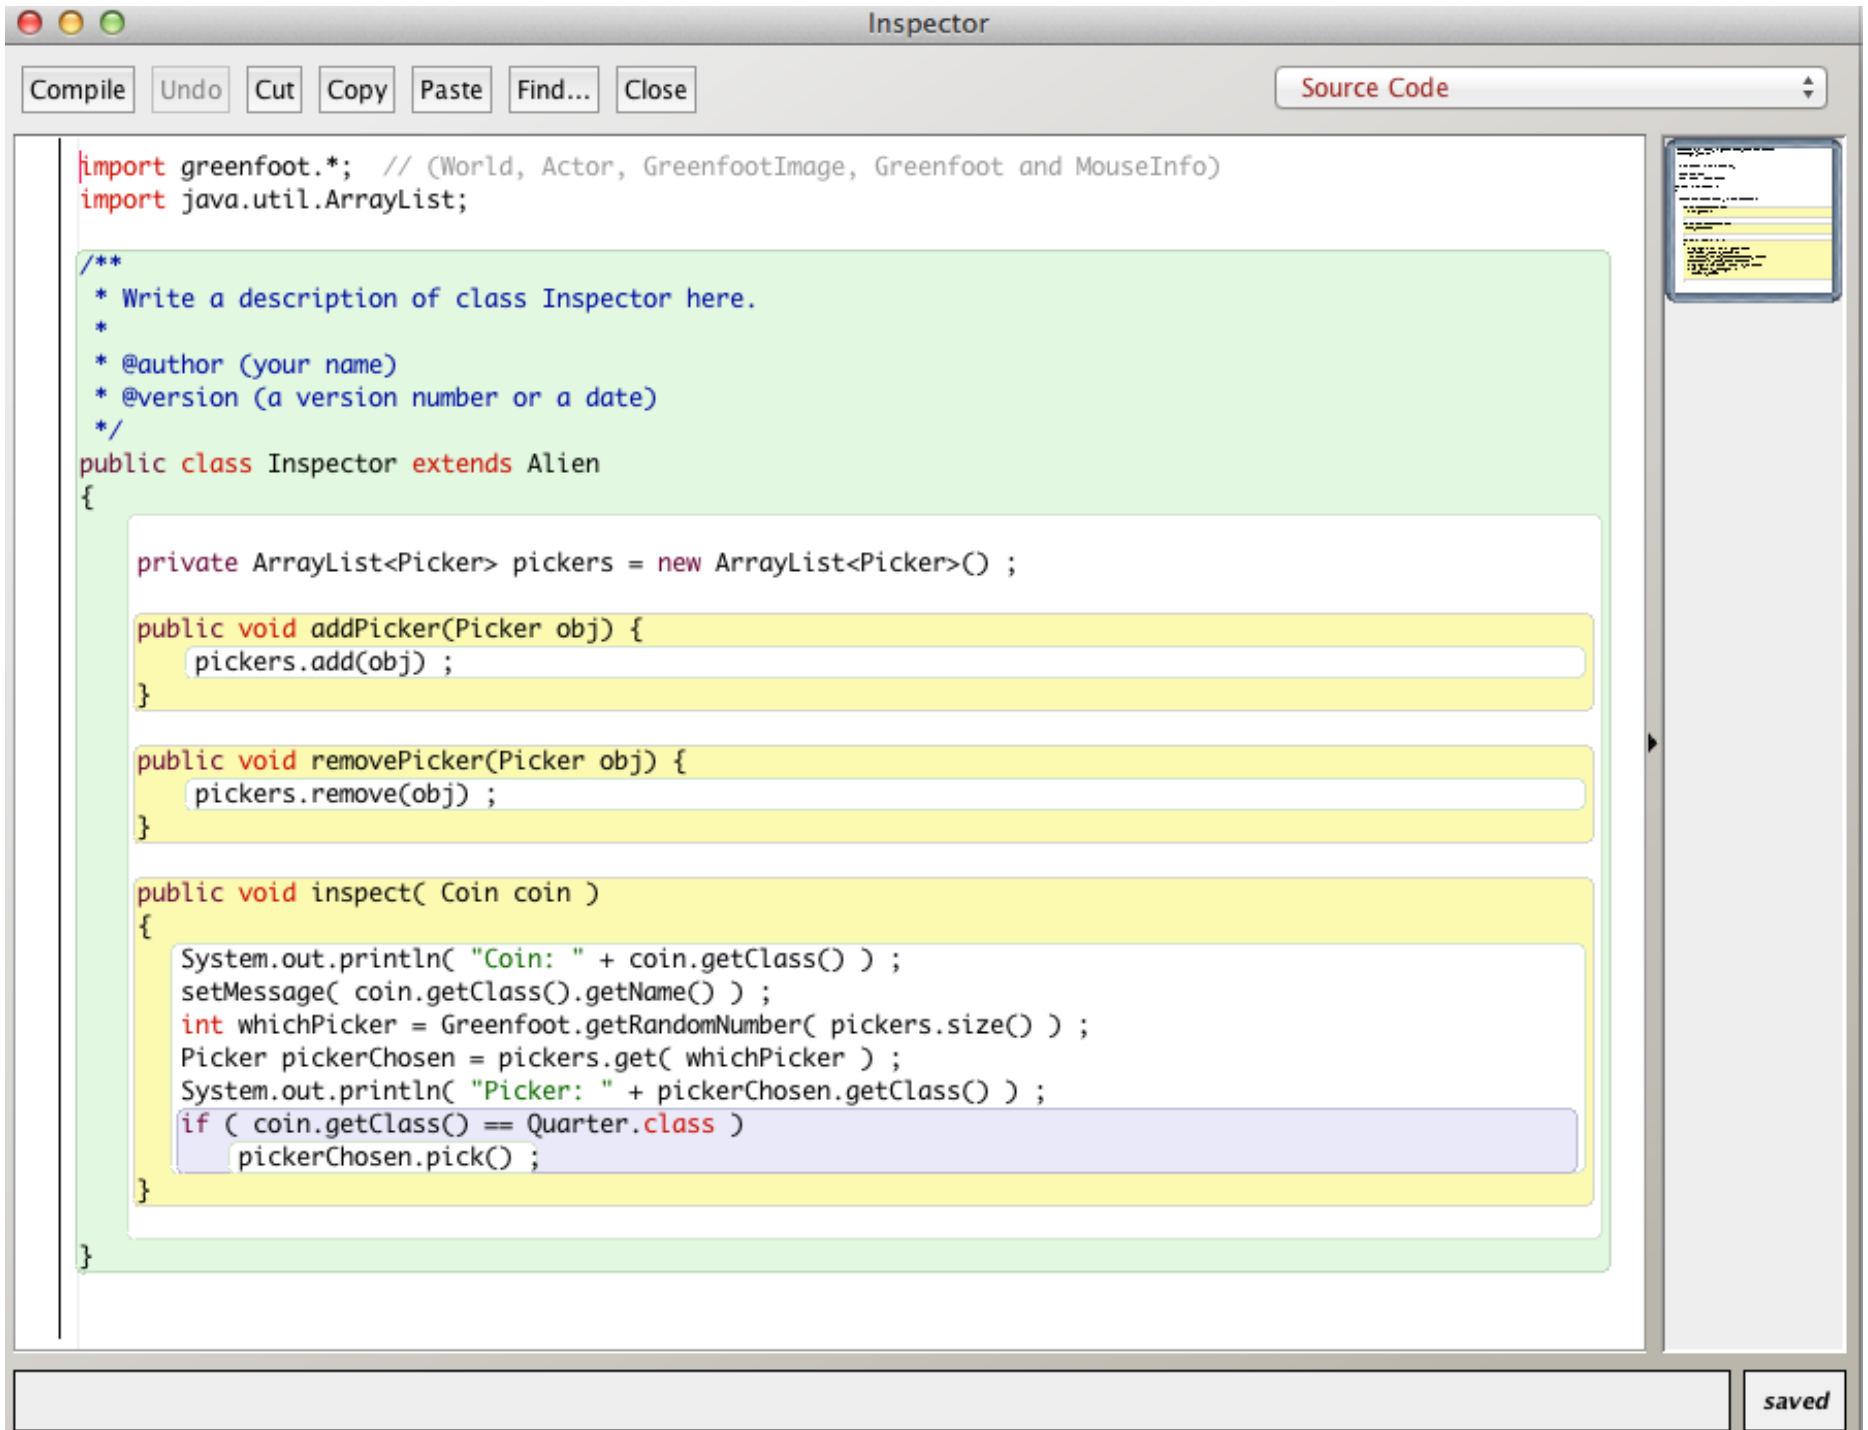 Inspector
Compile Undo Cut Copy Paste Find... Close Source Code
import greenfoot.*;  // (World, Actor, GreenfootImage, Greenfoot and MouseInfo)
import java.util.ArrayList;
/**
 * Write a description of class Inspector here.
 *
 * @author (your name)
 * @version (a version number or a date)
 */
public class Inspector extends Alien
{
    private ArrayList<Picker> pickers = new ArrayList<Picker>() ;
    public void addPicker(Picker obj) {
        pickers.add(obj) ;
    }
    public void removePicker(Picker obj) {
        pickers.remove(obj) ;
    }
    public void inspect( Coin coin )
    {
       System.out.println( "Coin: " + coin.getClass() ) ;
       setMessage( coin.getClass().getName() ) ;
       int whichPicker = Greenfoot.getRandomNumber( pickers.size() ) ;
       Picker pickerChosen = pickers.get( whichPicker ) ;
       System.out.println( "Picker: " + pickerChosen.getClass() ) ;
       if ( coin.getClass() == Quarter.class )
           pickerChosen.pick() ;
    }
}
saved